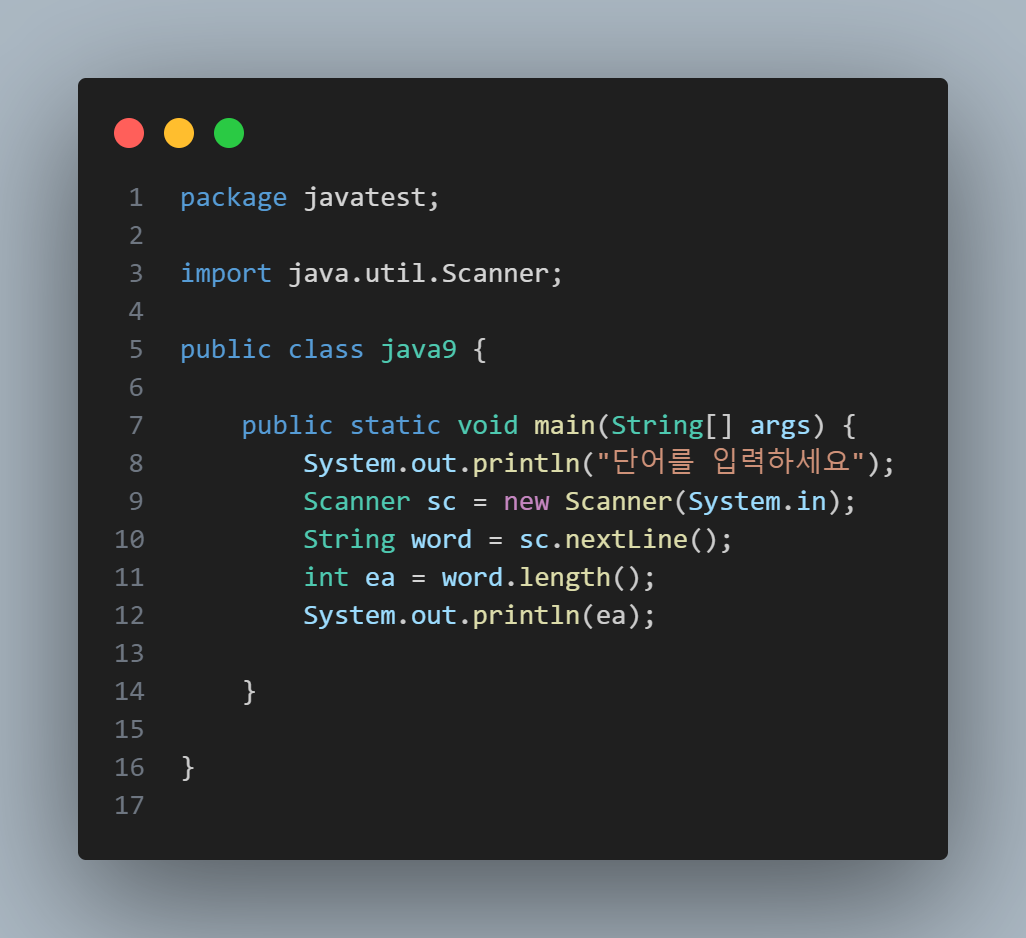 1 package javatest;
2
3 import java.util.Scanner;
4
5 public class java9 {
6
7     public static void main(String[] args) {
8         System.out.println("단어를 입력하세요");
9         Scanner sc = new Scanner(System.in);
10         String word = sc.nextLine();
11         int ea = word.length();
12         System.out.println(ea);
13
14     }
15
16 }
17